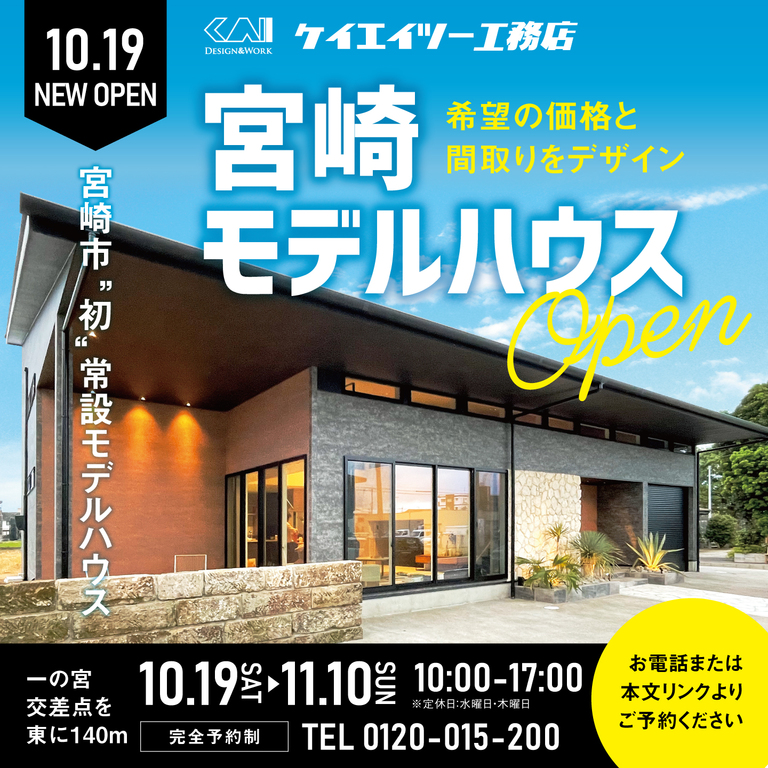 10.19
NEW OPEN
KAI
DESIGN&WORK
ケイエイツー工務店
宮崎
モデルハウス
Open
希望の価格と
間取りをデザイン
宮崎市"初"常設モデルハウス
一の宮
交差点を
東に140m
10.19 SAT ▶ 11.10 SUN
10:00-17:00
※定休日:水曜日・木曜日
完全予約制
TEL 0120-015-200
お電話または
本文リンクより
ご予約ください